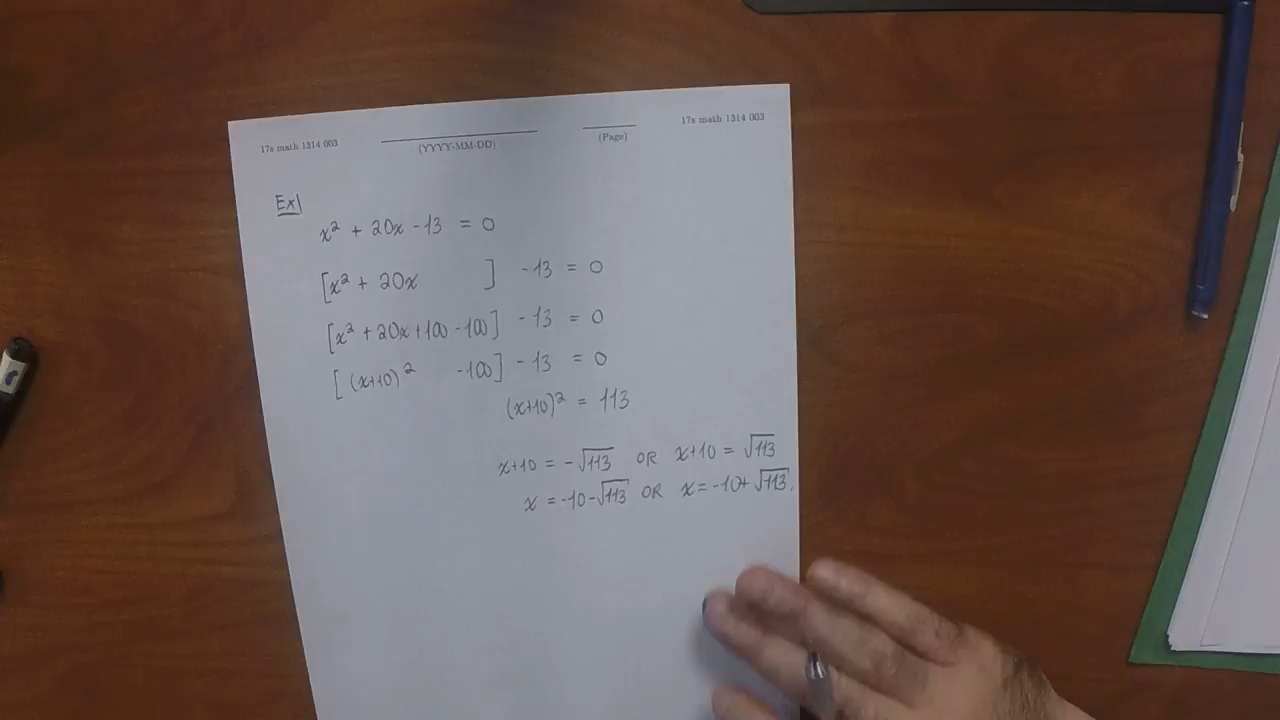 17s math 1314 003 (YYYY-MM-DD) (Page) 17s math 1314 003
Ex
x² + 20x - 13 = 0
[x² + 20x ] - 13 = 0
[x² + 20x + 100 - 100] - 13 = 0
[(x+10)² - 100] - 13 = 0
(x+10)² = 113
x+10 = -√113 OR x+10 = √113
x = -10-√113 OR x = -10+√113.